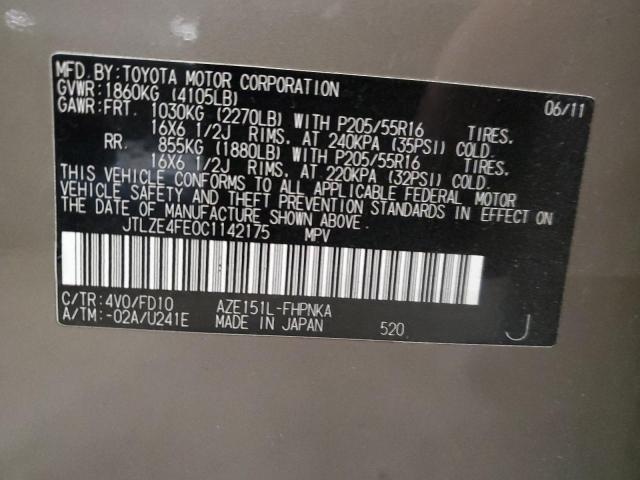 MFD. BY: TOYOTA MOTOR CORPORATION 06/11
GVWR: 1860KG (4105LB)
GAWR: FRT. 1030KG (2270LB) WITH P205/55R16 TIRES.
16X6 1/2J RIMS, AT 240KPA (35PSI) COLD.
RR. 855KG (1880LB) WITH P205/55R16 TIRES.
16X6 1/2J RIMS, AT 220KPA (32PSI) COLD.
THIS VEHICLE CONFORMS TO ALL APPLICABLE FEDERAL MOTOR
VEHICLE SAFETY AND THEFT PREVENTION STANDARDS IN EFFECT ON
THE DATE OF MANUFACTURE SHOWN ABOVE.
JTLZE4FE0C1142175 MPV
C/TR: 4V0/FD10 AZE151L-FHPNKA
A/TM: -02A/U241E MADE IN JAPAN 520 J